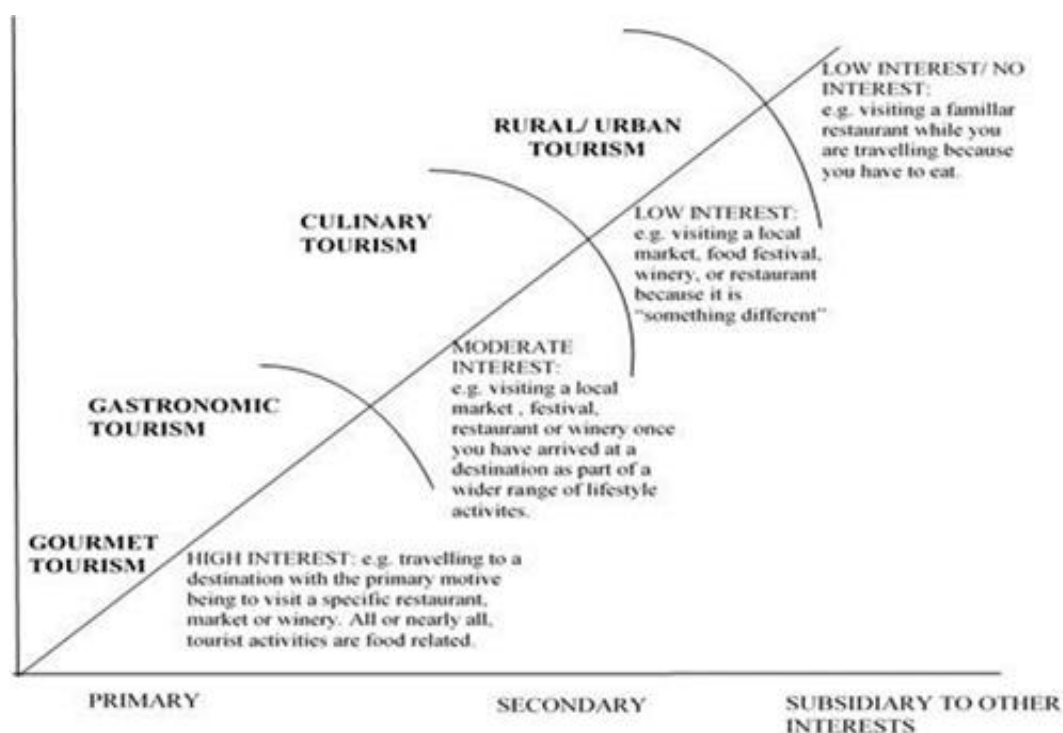 LOW INTEREST/ NO
INTEREST:
e.g. visiting a famillar
restaurant while you
are travelling because
you have to eat.
RURAL/ URBAN
TOURISM
LOW INTEREST:
e.g. visiting a local
market, food festival,
winery, or restaurant
because it is
“something different”
CULINARY
TOURISM
MODERATE
INTEREST:
e.g. visiting a local
market , festival,
restaurant or winery once
you have arrived at a
destination as part of a
wider range of lifestyle
activites.
GASTRONOMIC
TOURISM
GOURMET
TOURISM
HIGH INTEREST: e.g. travelling to a
destination with the primary motive
being to visit a specific restaurant,
market or winery. All or nearly all,
tourist activities are food related.
PRIMARY
SECONDARY
SUBSIDIARY TO OTHER
INTERESTS